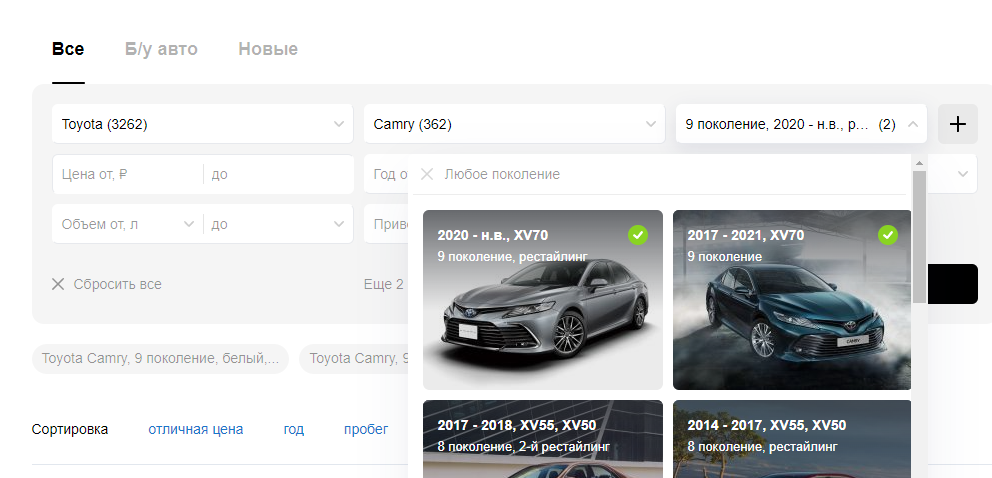 Все Б/у авто Новые
Toyota (3262) Camry (362) 9 поколение, 2020 - н.в., р... (2)
Цена от, ₽ до Год о
Любое поколение
Объем от, л до Приво
2020 - н.в., XV70
9 поколение, рестайлинг
2017 - 2021, XV70
9 поколение
CAMRY
Сбросить все Еще 2
Toyota Camry, 9 поколение, белый,... Toyota Camry, 9
2017 - 2018, XV55, XV50
8 поколение, 2-й рестайлинг
2014 - 2017, XV55, XV50
8 поколение, рестайлинг
Сортировка отличная цена год пробег